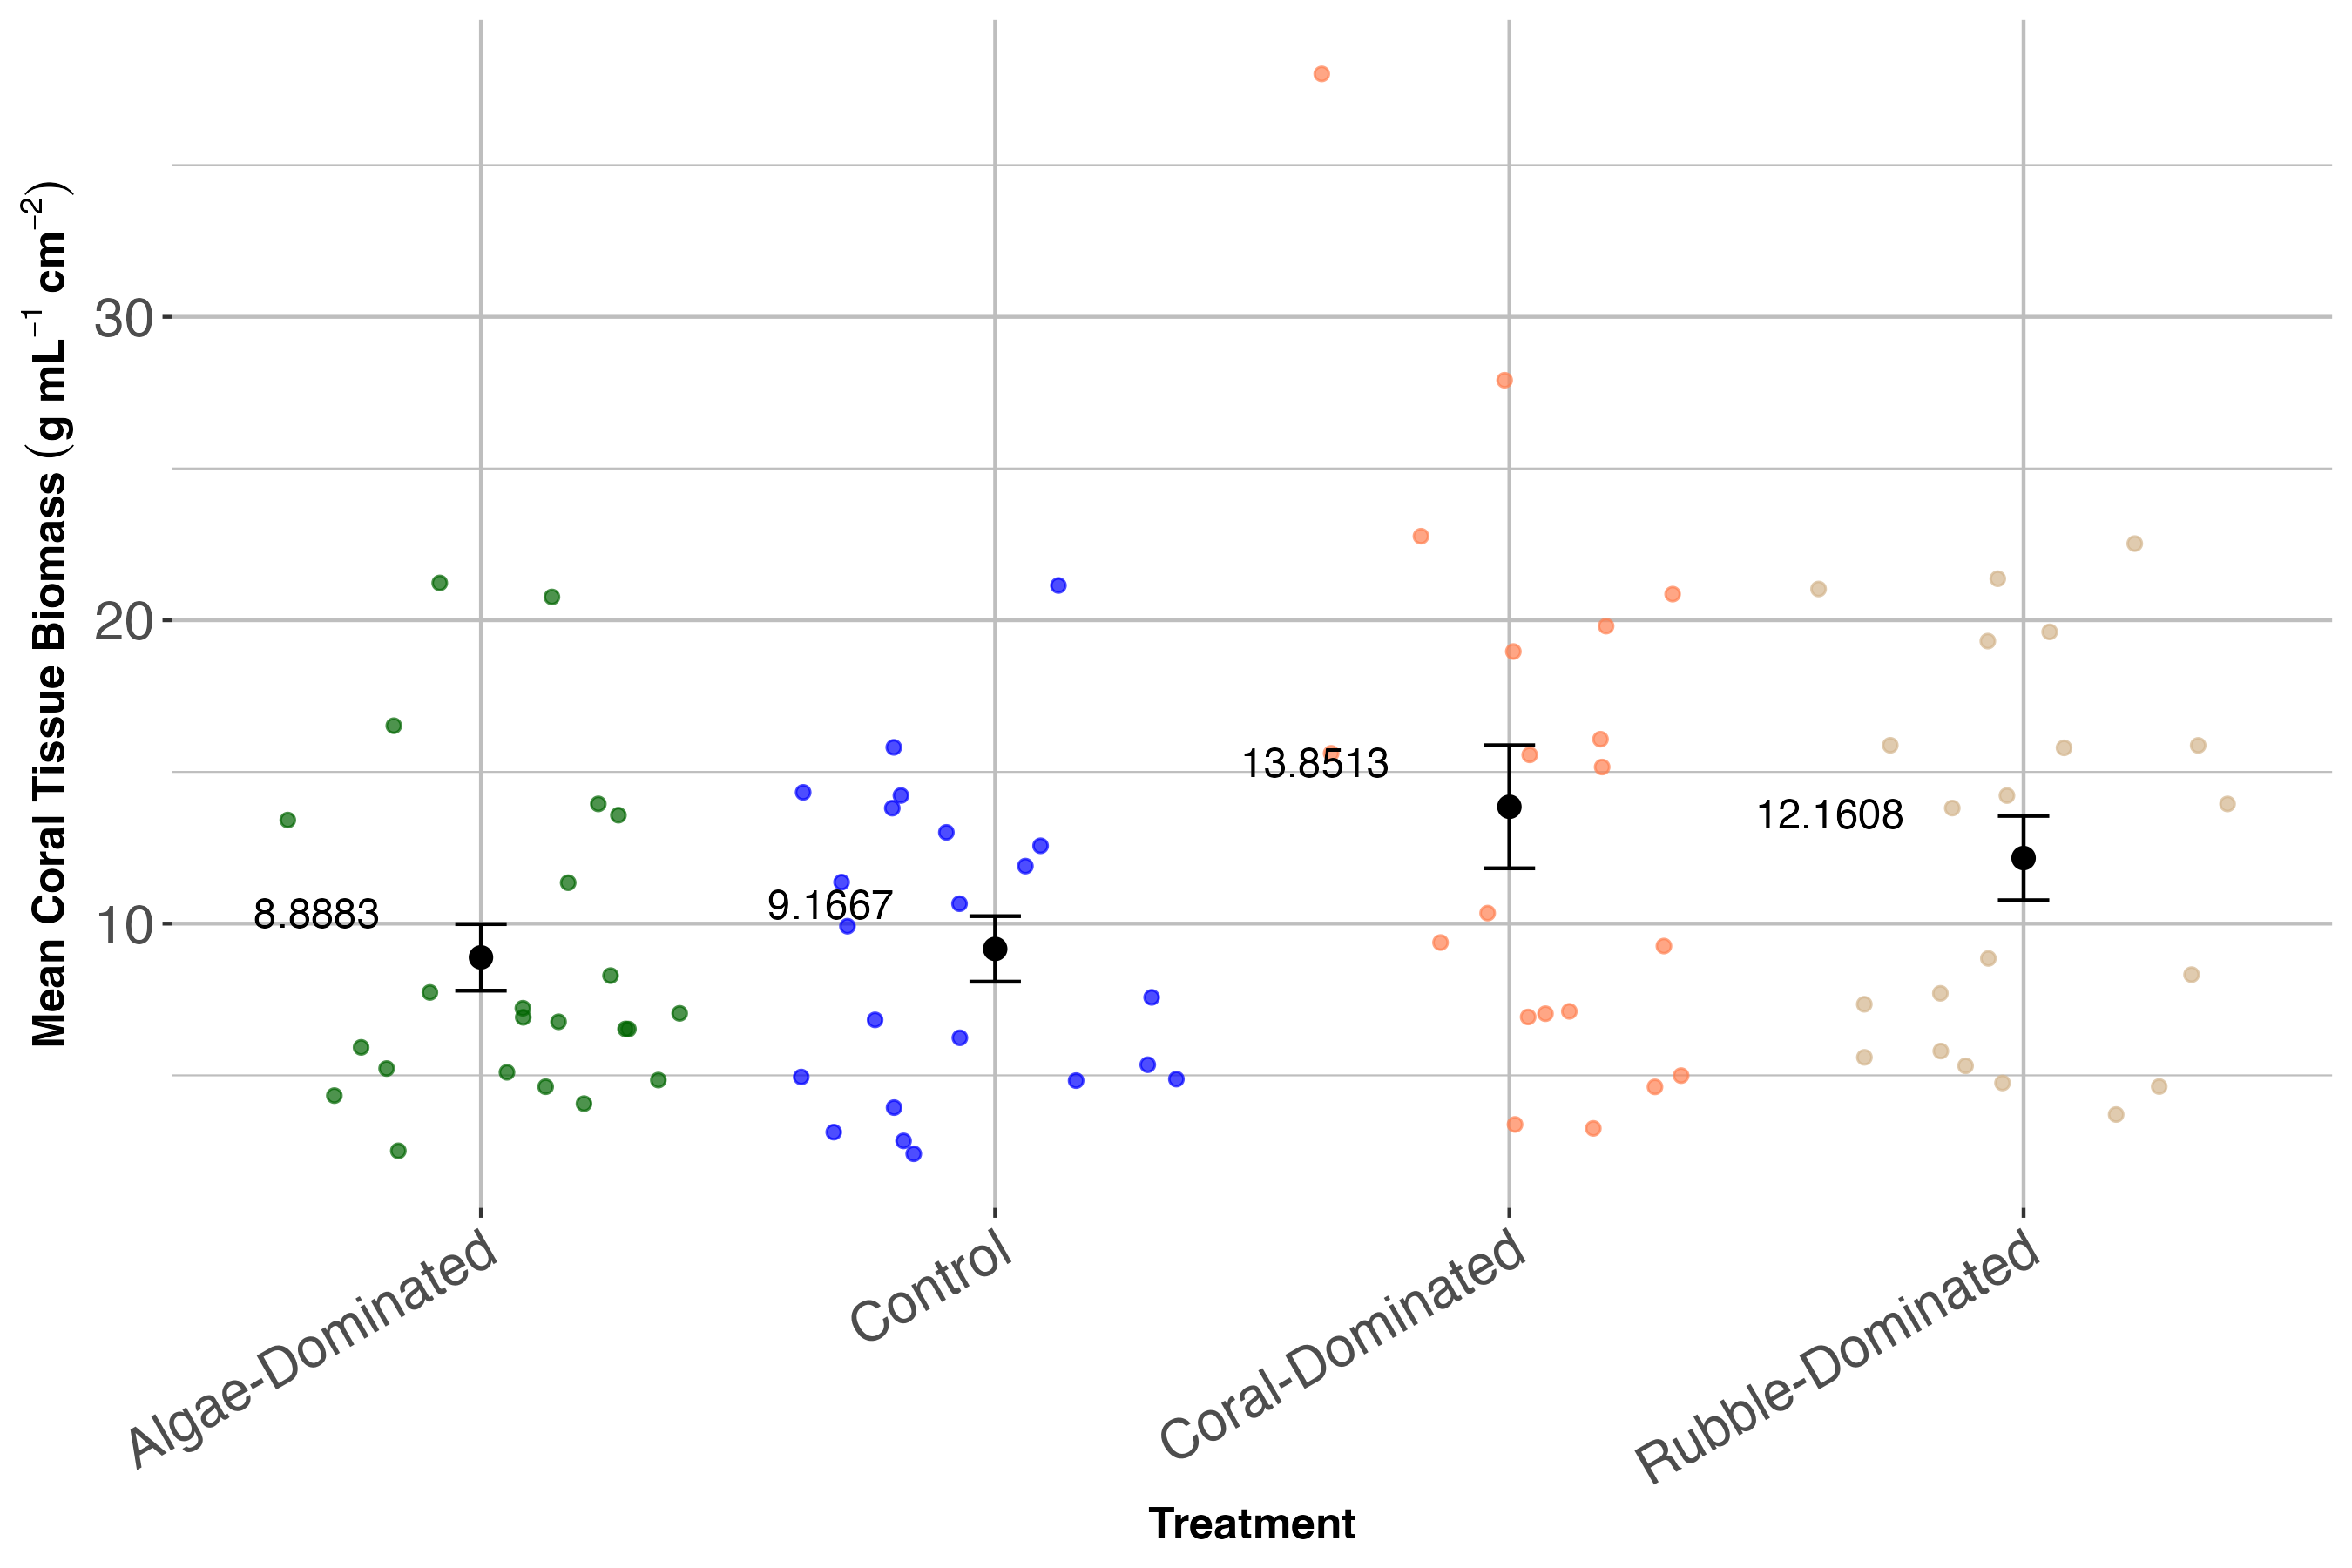 Mean Coral Tissue Biomass (g mL⁻¹ cm⁻²)
30
20
10
8.8883
9.1667
13.8513
12.1608
Algae-Dominated
Control
Coral-Dominated
Rubble-Dominated
Treatment